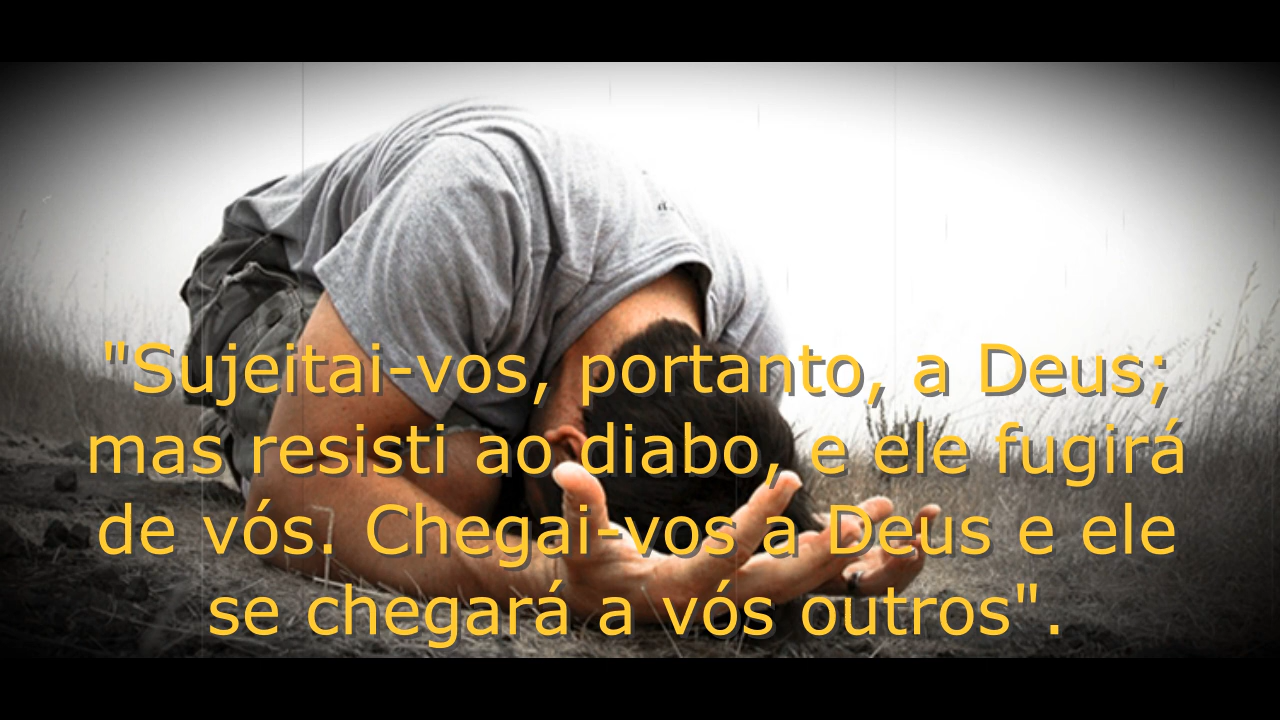 "Sujeitai-vos, portanto, a Deus;
mas resisti ao diabo, e ele fugirá
de vós. Chegai-vos a Deus e ele
se chegará a vós outros".